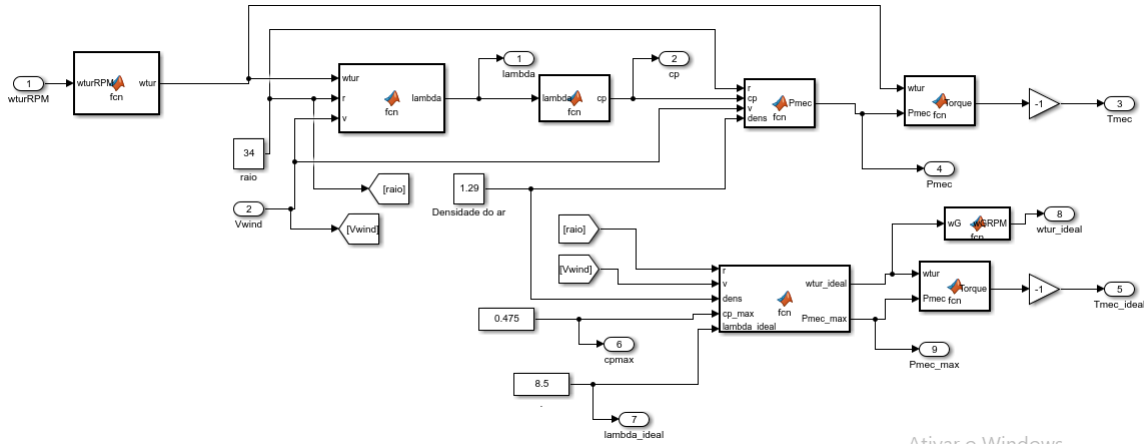 1
wturRPM
wturRPM
fcn
wtur
wtur
r
v
fcn
lambda
1
lambda
lambda
fcn
cp
2
cp
r
cp
v
dens
Pmec
fcn
wtur
Pmec
Torque
fcn
-1
3
Tmec
4
Pmec
34
raio
2
Vwind
[raio]
[Vwind]
1.29
Densidade do ar
[raio]
[Vwind]
r
v
dens
cp_max
lambda_ideal
fcn
wtur_ideal
Pmec_max
wG
wGRPM
fcn
8
wtur_ideal
wtur
Pmec
Torque
fcn
-1
5
Tmec_ideal
9
Pmec_max
0.475
6
cpmax
8.5
-
7
lambda_ideal
Ativar o Windows